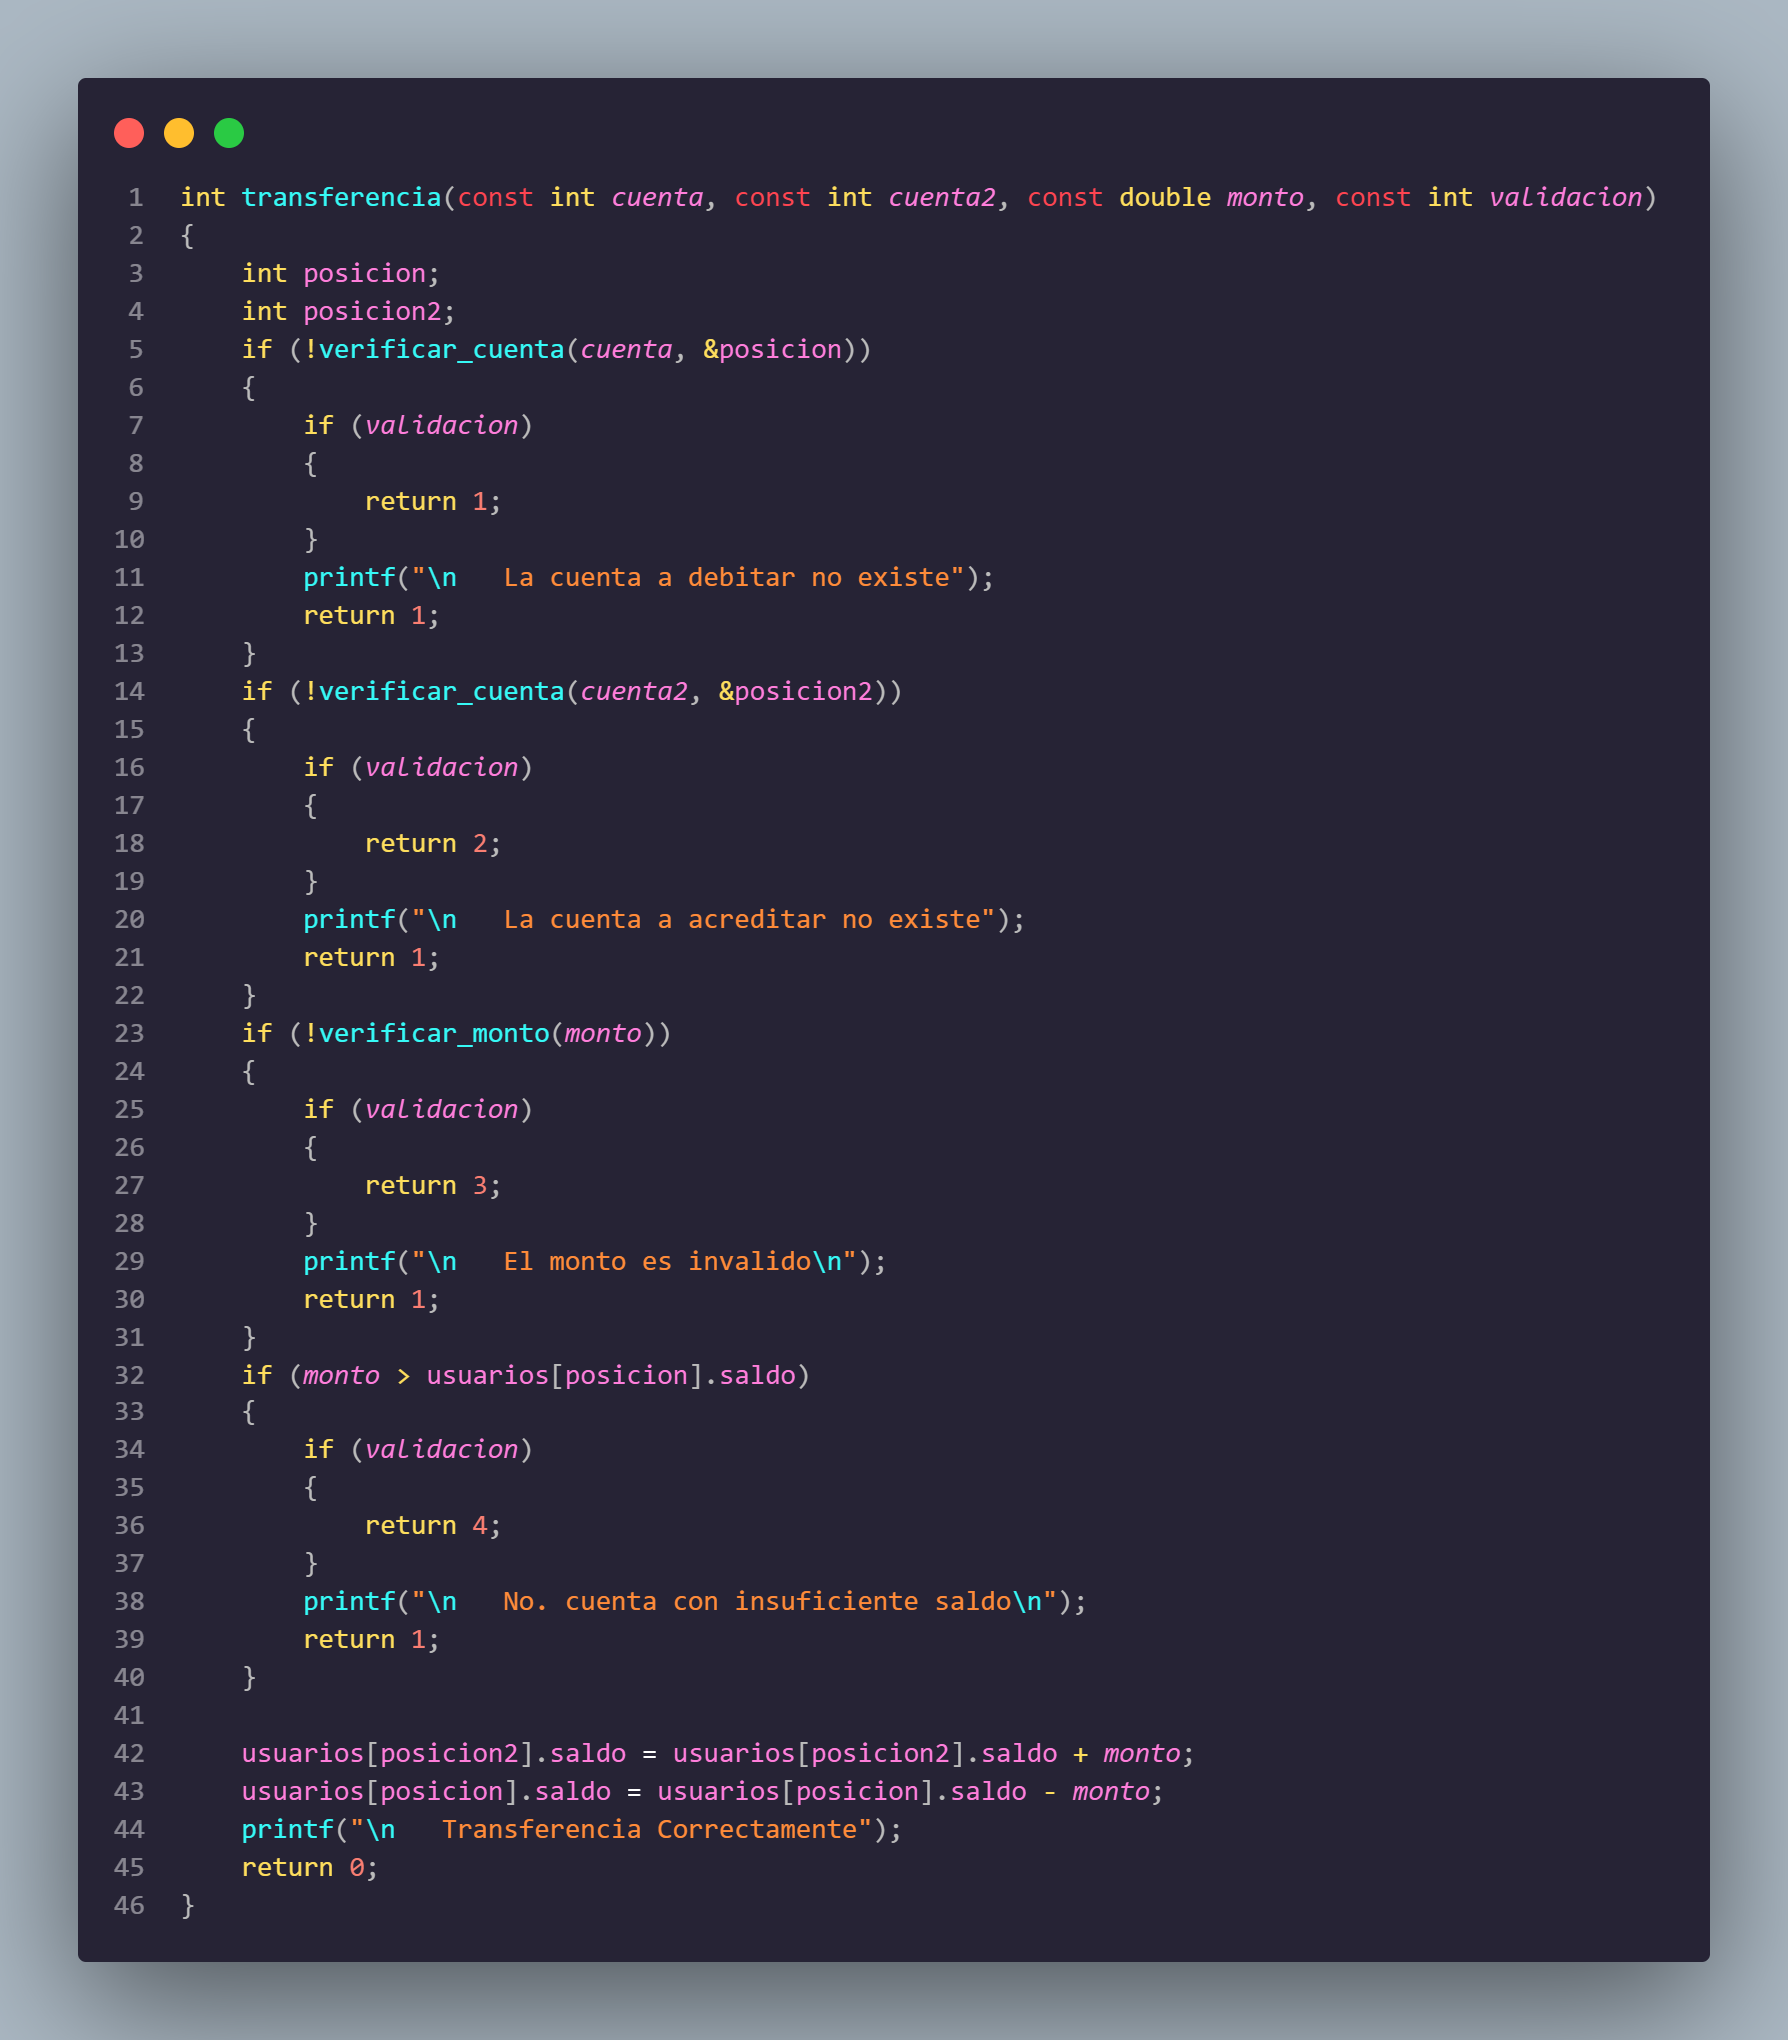 1 int transferencia(const int cuenta, const int cuenta2, const double monto, const int validacion)
2 {
3     int posicion;
4     int posicion2;
5     if (!verificar_cuenta(cuenta, &posicion))
6     {
7         if (validacion)
8         {
9             return 1;
10         }
11         printf("\n   La cuenta a debitar no existe");
12         return 1;
13     }
14     if (!verificar_cuenta(cuenta2, &posicion2))
15     {
16         if (validacion)
17         {
18             return 2;
19         }
20         printf("\n   La cuenta a acreditar no existe");
21         return 1;
22     }
23     if (!verificar_monto(monto))
24     {
25         if (validacion)
26         {
27             return 3;
28         }
29         printf("\n   El monto es invalido\n");
30         return 1;
31     }
32     if (monto > usuarios[posicion].saldo)
33     {
34         if (validacion)
35         {
36             return 4;
37         }
38         printf("\n   No. cuenta con insuficiente saldo\n");
39         return 1;
40     }
41
42     usuarios[posicion2].saldo = usuarios[posicion2].saldo + monto;
43     usuarios[posicion].saldo = usuarios[posicion].saldo - monto;
44     printf("\n   Transferencia Correctamente");
45     return 0;
46 }